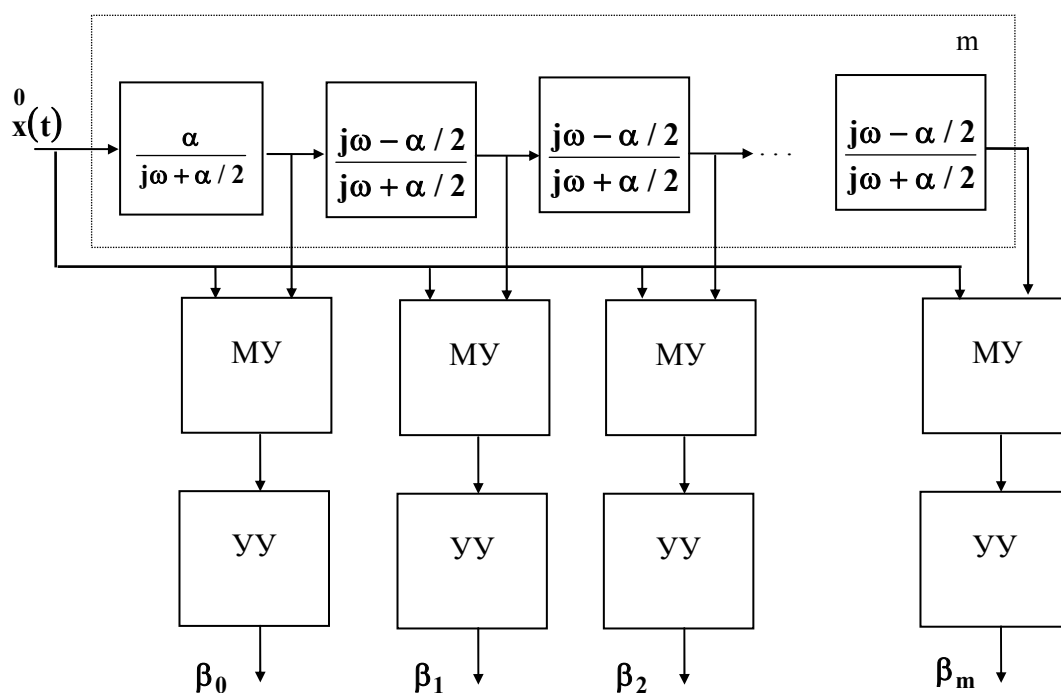 m
0
x(t)
α
jω + α / 2
jω − α / 2
jω + α / 2
jω − α / 2
jω + α / 2
. . .
jω − α / 2
jω + α / 2
МУ
МУ
МУ
МУ
УУ
УУ
УУ
УУ
β0
β1
β2
βm